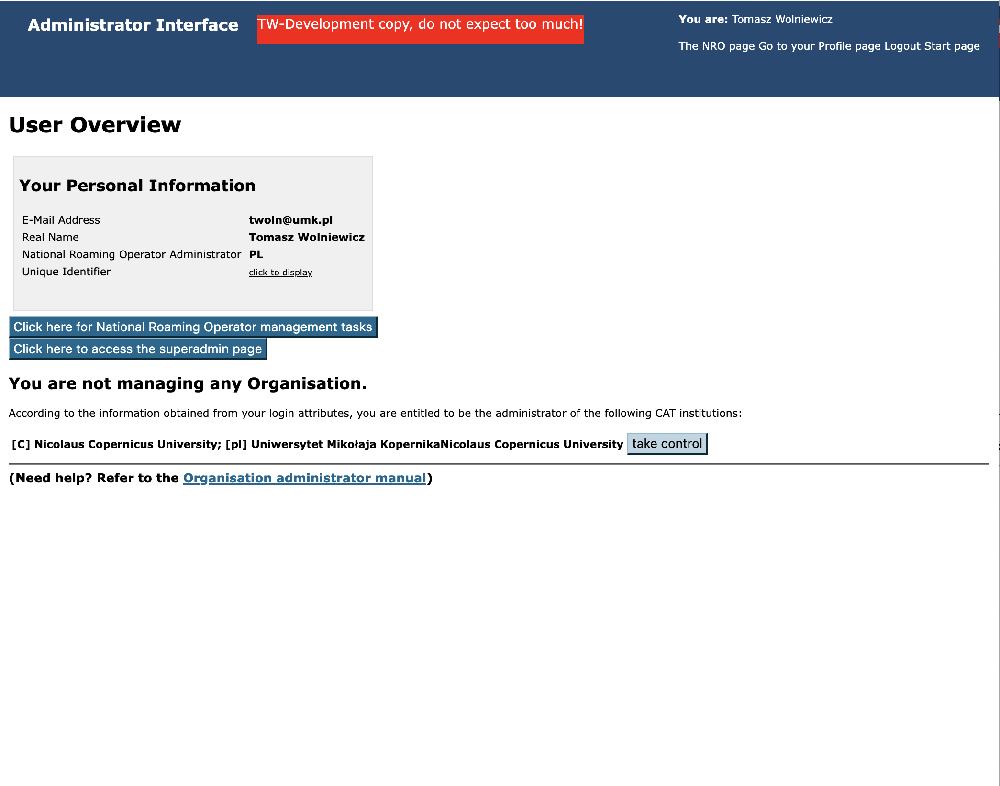 Administrator Interface
TW-Development copy, do not expect too much!
You are: Tomasz Wolniewicz
The NRO page Go to your Profile page Logout Start page
User Overview
Your Personal Information
E-Mail Address twoln@umk.pl
Real Name Tomasz Wolniewicz
National Roaming Operator Administrator PL
Unique Identifier click to display
Click here for National Roaming Operator management tasks
Click here to access the superadmin page
You are not managing any Organisation.
According to the information obtained from your login attributes, you are entitled to be the administrator of the following CAT institutions:
[C] Nicolaus Copernicus University; [pl] Uniwersytet Mikołaja KopernikaNicolaus Copernicus University take control
(Need help? Refer to the Organisation administrator manual)